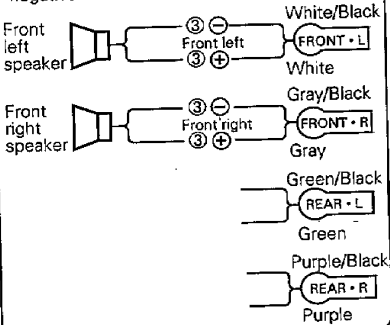 negative
White/Black
Front
left
speaker
③ ⊖
Front left
③ ⊕
FRONT • L
White
Gray/Black
Front
right
speaker
③ ⊖
Front right
③ ⊕
FRONT • R
Gray
Green/Black
REAR • L
Green
Purple/Black
REAR • R
Purple